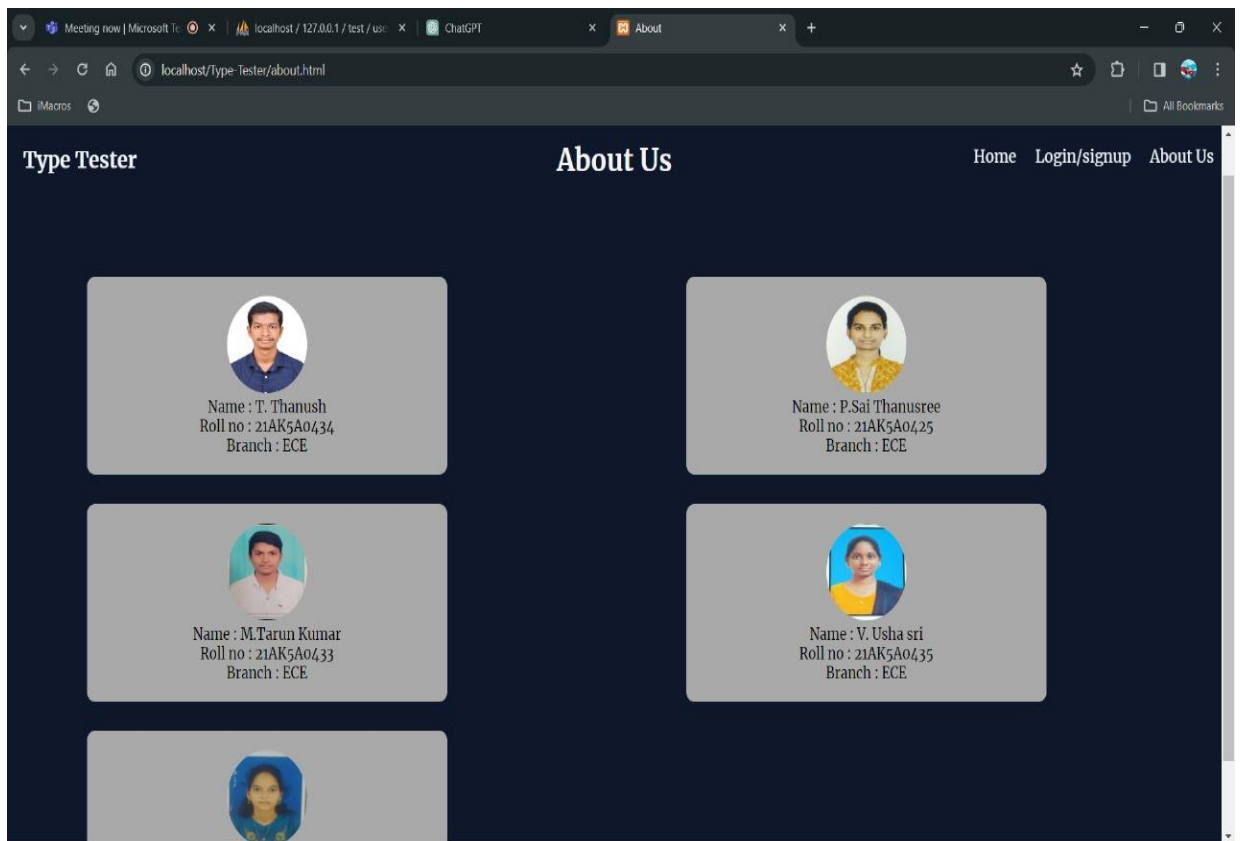 Meeting now | Microsoft Te
localhost / 127.0.0.1 / test / use
ChatGPT
About
localhost/Type-Tester/about.html
iMacros
All Bookmarks
Type Tester
About Us
Home Login/signup About Us
Name : T. Thanush
Roll no : 21AK5A0434
Branch : ECE
Name : P.Sai Thanusree
Roll no : 21AK5A0425
Branch : ECE
Name : M.Tarun Kumar
Roll no : 21AK5A0433
Branch : ECE
Name : V. Usha sri
Roll no : 21AK5A0435
Branch : ECE